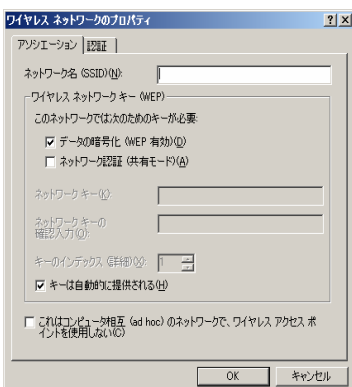 ワイヤレス ネットワークのプロパティ
アソシエーション
認証
ネットワーク名 (SSID)(N):
ワイヤレス ネットワーク キー (WEP)
このネットワークでは次のためのキーが必要:
データの暗号化 (WEP 有効)(D)
ネットワーク認証 (共有モード)(A)
ネットワーク キー(K):
ネットワーク キーの
確認入力(O):
キーのインデックス (詳細)(X):
1
キーは自動的に提供される(H)
これはコンピュータ相互 (ad hoc) のネットワークで、ワイヤレス アクセス ポ
イントを使用しない(C)
OK
キャンセル